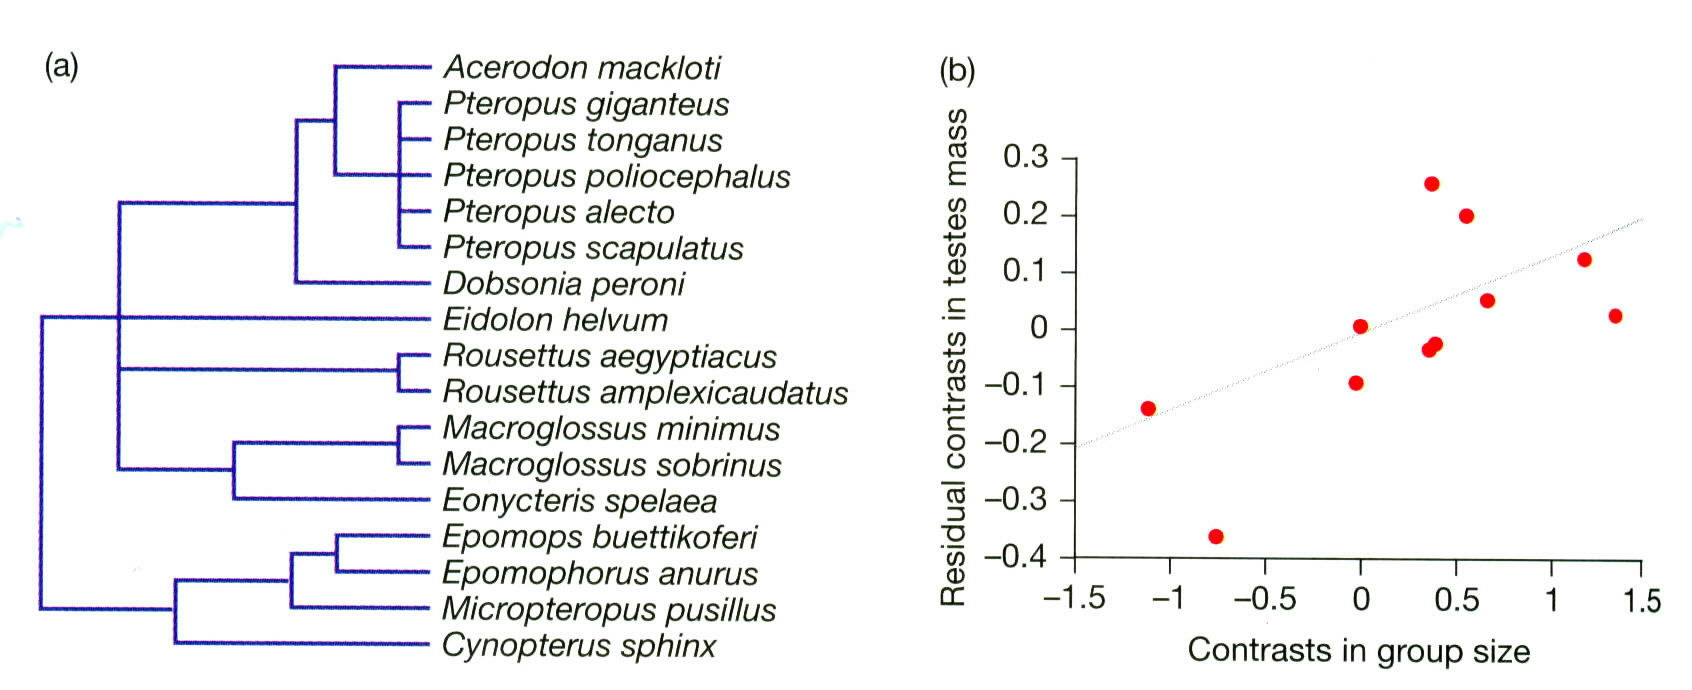 (a)
Acerodon mackloti
Pteropus giganteus
Pteropus tonganus
Pteropus poliocephalus
Pteropus alecto
Pteropus scapulatus
Dobsonia peroni
Eidolon helvum
Rousettus aegyptiacus
Rousettus amplexicaudatus
Macroglossus minimus
Macroglossus sobrinus
Eonycteris spelaea
Epomops buettikoferi
Epomophorus anurus
Micropteropus pusillus
Cynopterus sphinx
(b)
Residual contrasts in testes mass
0.3
0.2
0.1
0
−0.1
−0.2
−0.3
−0.4
−1.5 −1 −0.5 0 0.5 1 1.5
Contrasts in group size